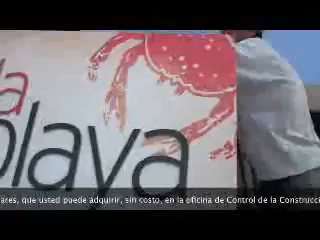 la
playa
ares, que usted puede adquirir, sin costo, en la oficina de Control de la Construcci